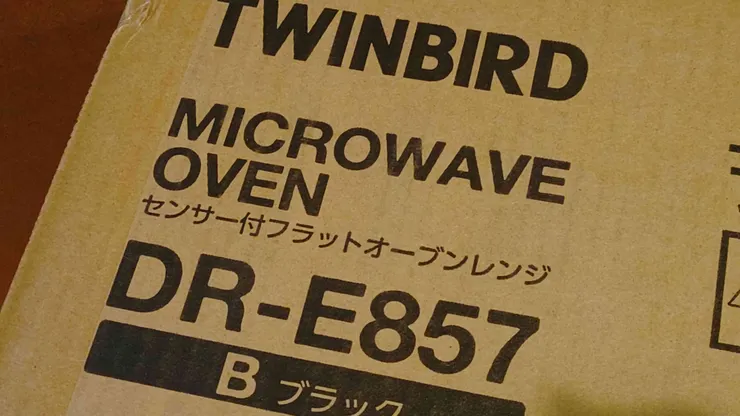 TWINBIRD
MICROWAVE
OVEN
センサー付フラットオーブンレンジ
DR-E857
B ブラック